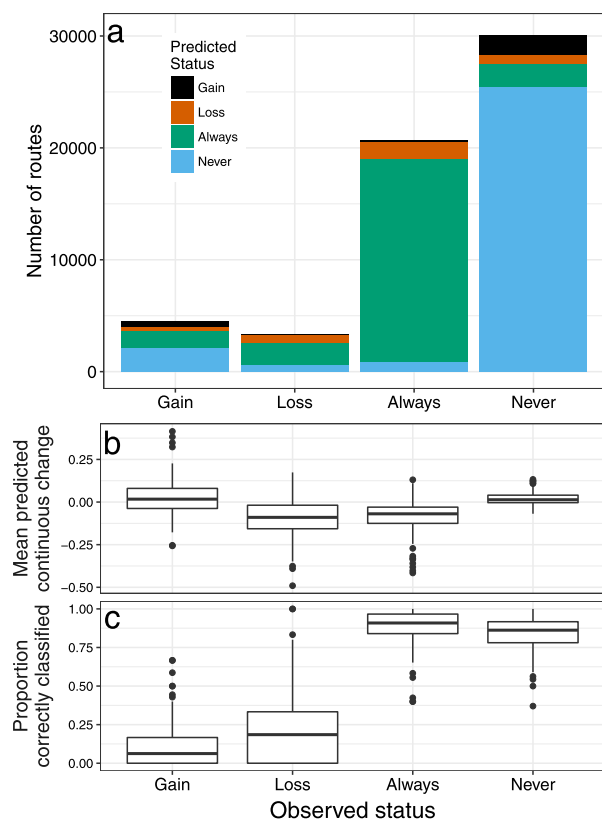 a
Predicted
Status
Gain
Loss
Always
Never
Number of routes
30000
20000
10000
0
Gain Loss Always Never
b
Mean predicted
continuous change
0.25
0.00
−0.25
−0.50
c
Proportion
correctly classified
1.00
0.75
0.50
0.25
0.00
Gain Loss Always Never
Observed status